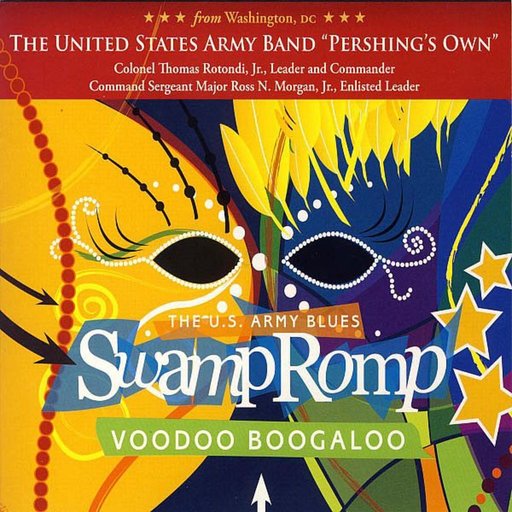 ★★★ from Washington, DC ★★★
THE UNITED STATES ARMY BAND “PERSHING’S OWN”
Colonel Thomas Rotondi, Jr., Leader and Commander
Command Sergeant Major Ross N. Morgan, Jr., Enlisted Leader
THE U.S. ARMY BLUES
SwampRomp
VOODOO BOOGALOO